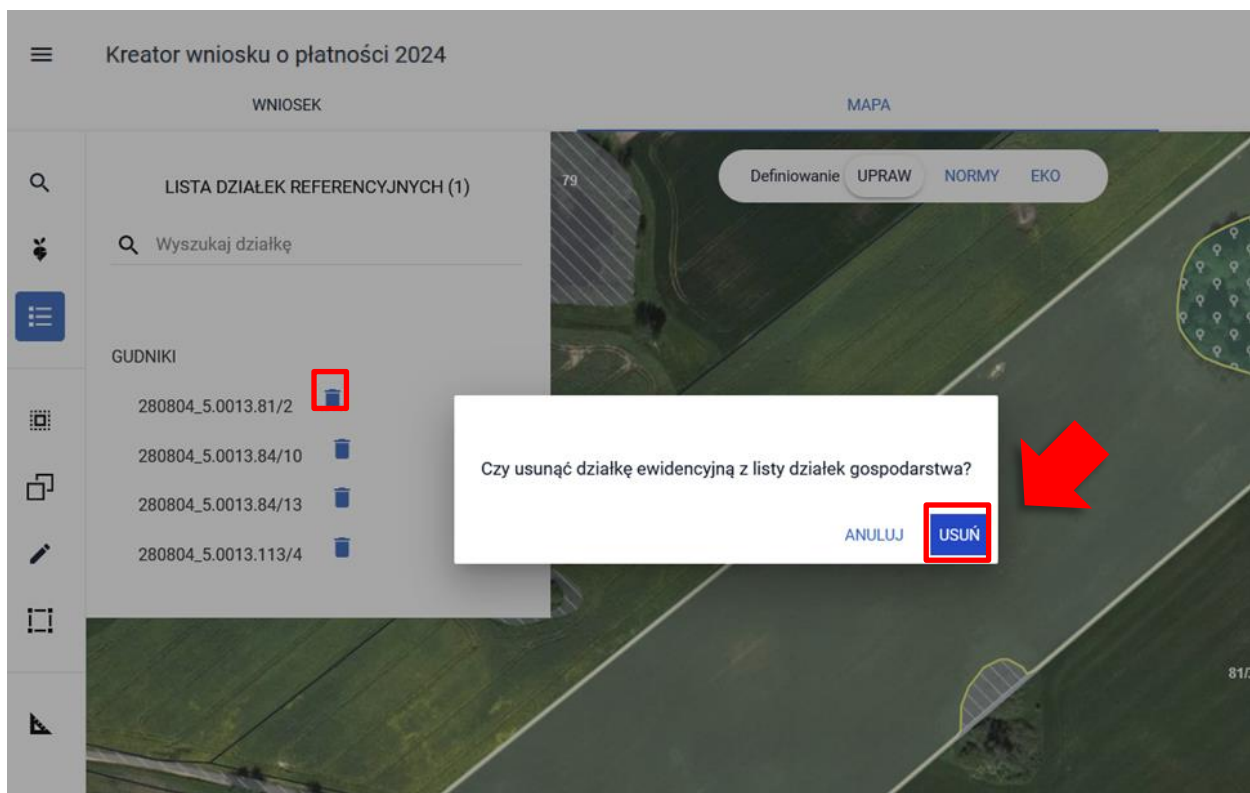 Kreator wniosku o płatności 2024
WNIOSEK
MAPA
LISTA DZIAŁEK REFERENCYJNYCH (1)
79
Definiowanie UPRAW NORMY EKO
Wyszukaj działkę
GUDNIKI
280804_5.0013.81/2
280804_5.0013.84/10
280804_5.0013.84/13
280804_5.0013.113/4
Czy usunąć działkę ewidencyjną z listy działek gospodarstwa?
ANULUJ USUŃ